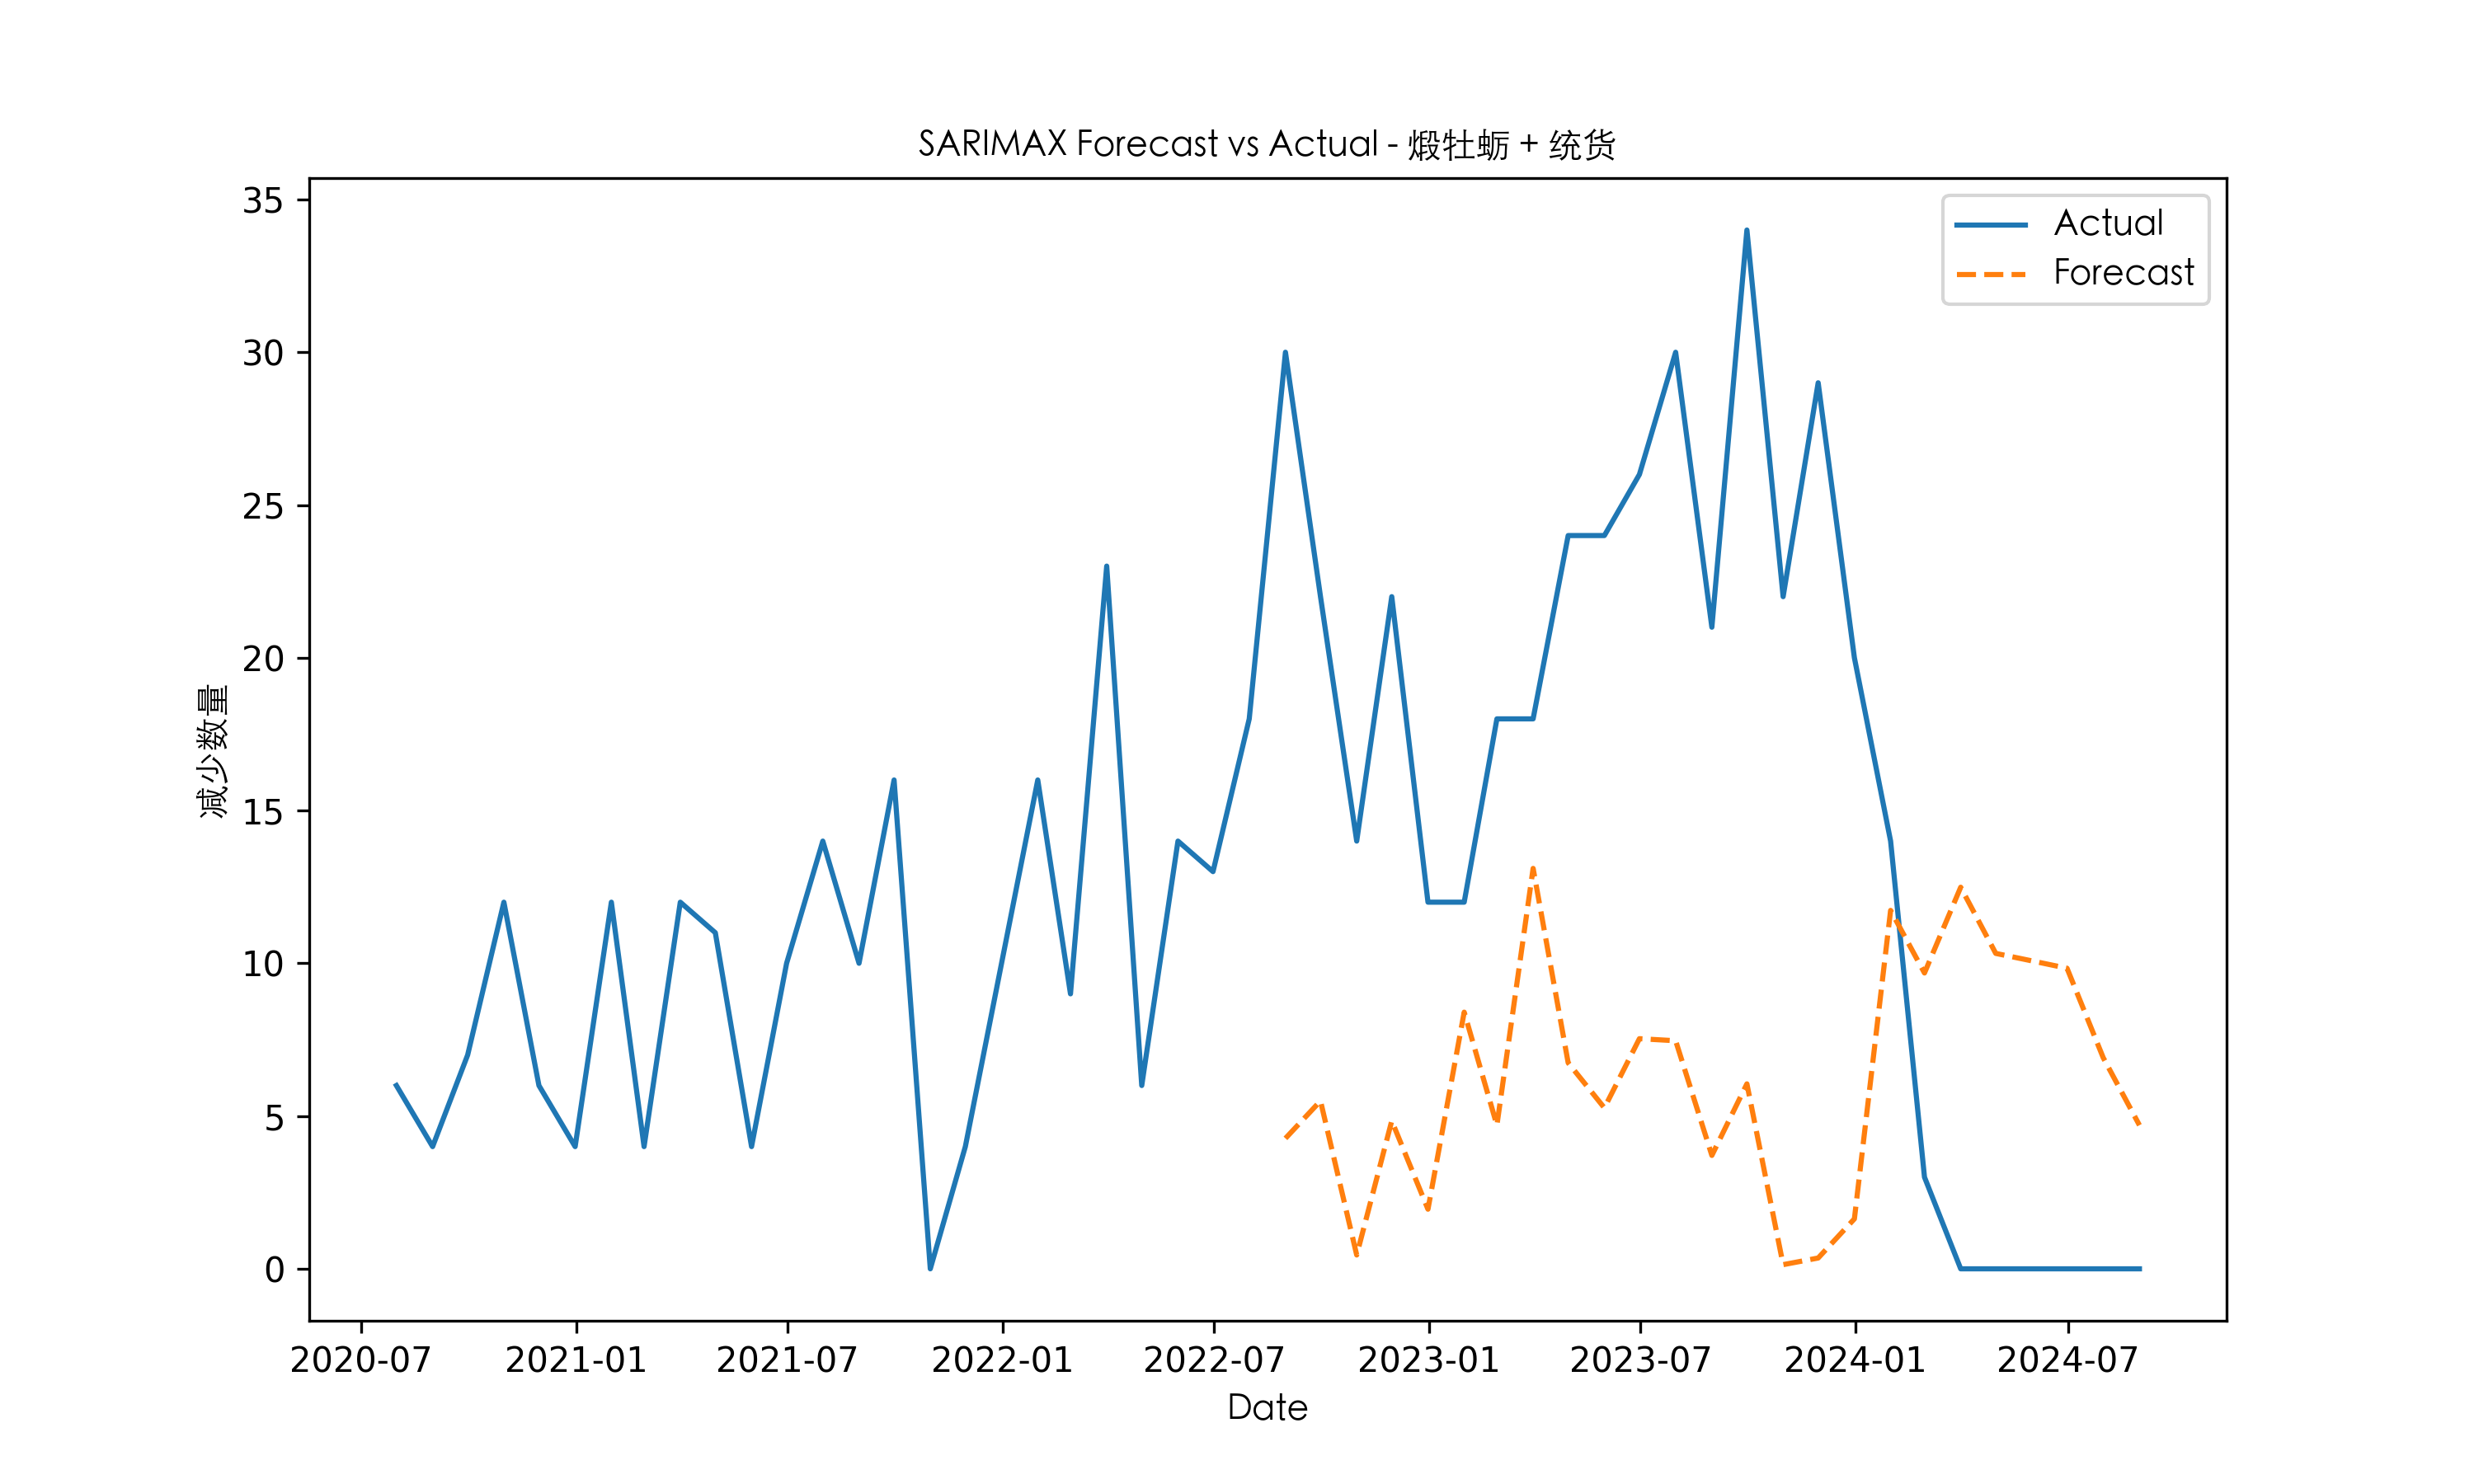 SARIMAX Forecast vs Actual - 煅牡蛎 + 统货
Actual
Forecast
减少数量
35
30
25
20
15
10
5
0
2020-07 2021-01 2021-07 2022-01 2022-07 2023-01 2023-07 2024-01 2024-07
Date